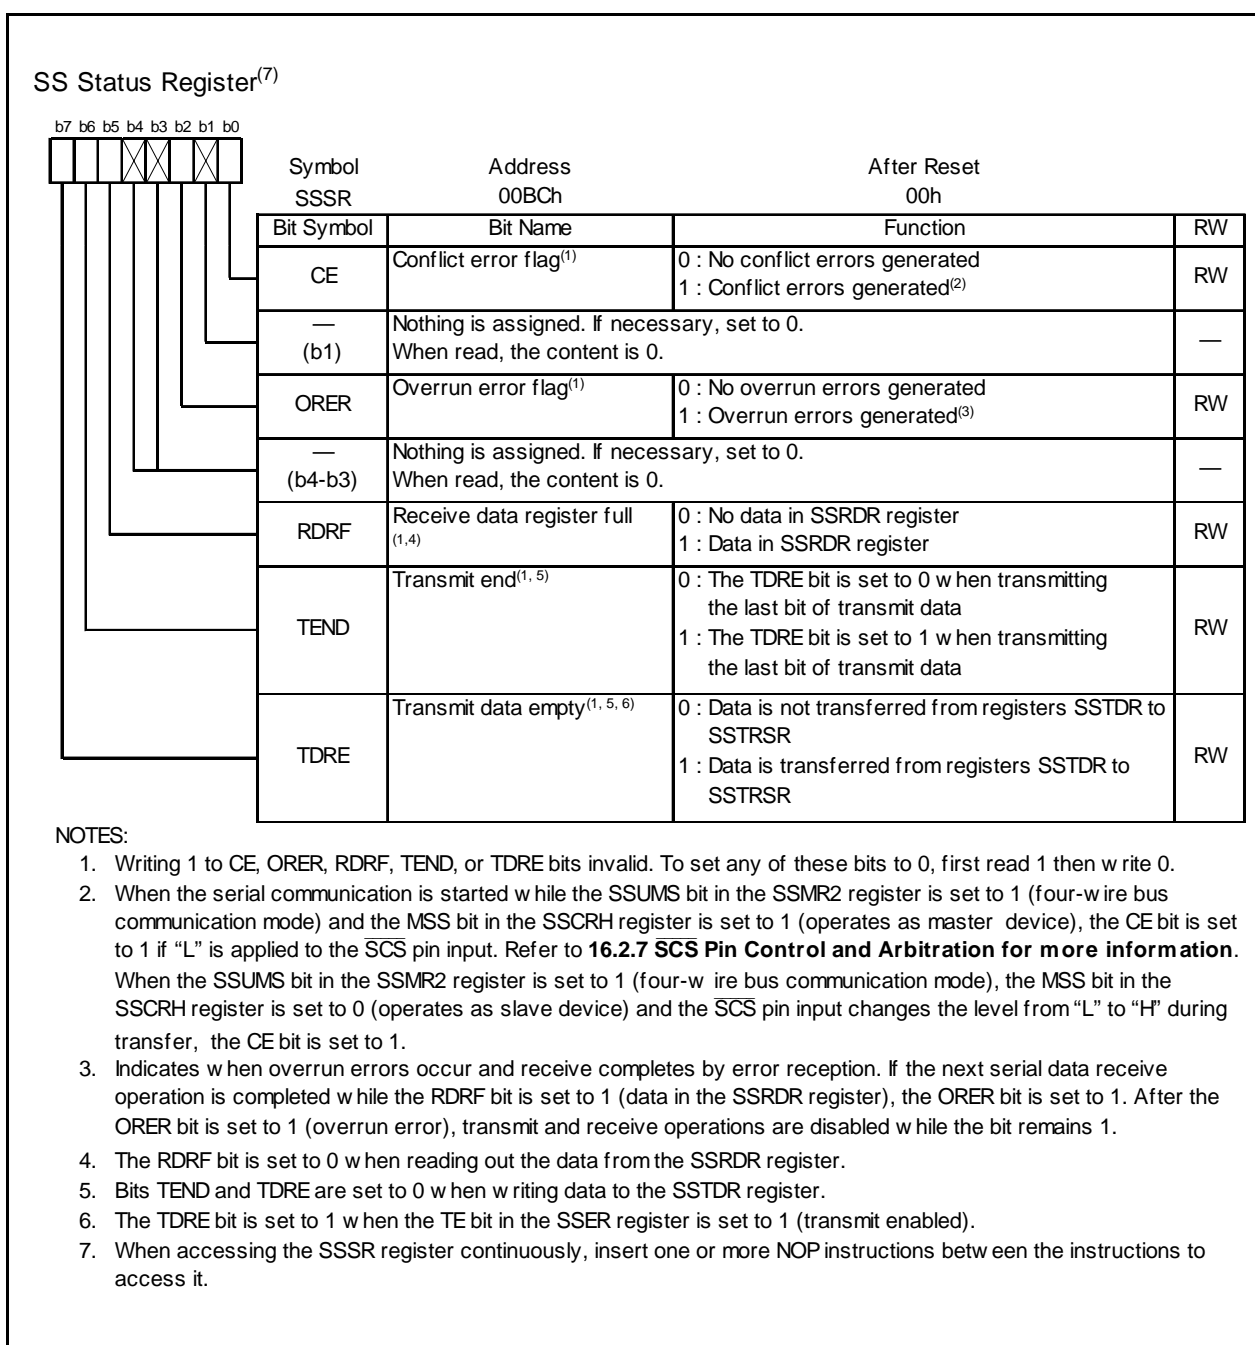 SS Status Register(7)
b7 b6 b5 b4 b3 b2 b1 b0
Symbol Address After Reset
SSSR 00BCh 00h
Bit Symbol Bit Name Function RW
CE Conflict error flag(1) 0 : No conflict errors generated RW
1 : Conflict errors generated(2)
— Nothing is assigned. If necessary, set to 0. —
(b1) When read, the content is 0.
ORER Overrun error flag(1) 0 : No overrun errors generated RW
1 : Overrun errors generated(3)
— Nothing is assigned. If necessary, set to 0. —
(b4-b3) When read, the content is 0.
RDRF Receive data register full 0 : No data in SSRDR register RW
(1,4) 1 : Data in SSRDR register
Transmit end(1, 5) 0 : The TDRE bit is set to 0 when transmitting
the last bit of transmit data
TEND 1 : The TDRE bit is set to 1 when transmitting RW
the last bit of transmit data
Transmit data empty(1, 5, 6) 0 : Data is not transferred from registers SSTDR to
SSTRSR
TDRE 1 : Data is transferred from registers SSTDR to RW
SSTRSR
NOTES:
1. Writing 1 to CE, ORER, RDRF, TEND, or TDRE bits invalid. To set any of these bits to 0, first read 1 then write 0.
2. When the serial communication is started while the SSUMS bit in the SSMR2 register is set to 1 (four-wire bus
communication mode) and the MSS bit in the SSCRH register is set to 1 (operates as master device), the CE bit is set
to 1 if “L” is applied to the SCS pin input. Refer to 16.2.7 SCS Pin Control and Arbitration for more information.
When the SSUMS bit in the SSMR2 register is set to 1 (four-wire bus communication mode), the MSS bit in the
SSCRH register is set to 0 (operates as slave device) and the SCS pin input changes the level from “L” to “H” during
transfer, the CE bit is set to 1.
3. Indicates when overrun errors occur and receive completes by error reception. If the next serial data receive
operation is completed while the RDRF bit is set to 1 (data in the SSRDR register), the ORER bit is set to 1. After the
ORER bit is set to 1 (overrun error), transmit and receive operations are disabled while the bit remains 1.
4. The RDRF bit is set to 0 when reading out the data from the SSRDR register.
5. Bits TEND and TDRE are set to 0 when writing data to the SSTDR register.
6. The TDRE bit is set to 1 when the TE bit in the SSER register is set to 1 (transmit enabled).
7. When accessing the SSSR register continuously, insert one or more NOP instructions between the instructions to
access it.